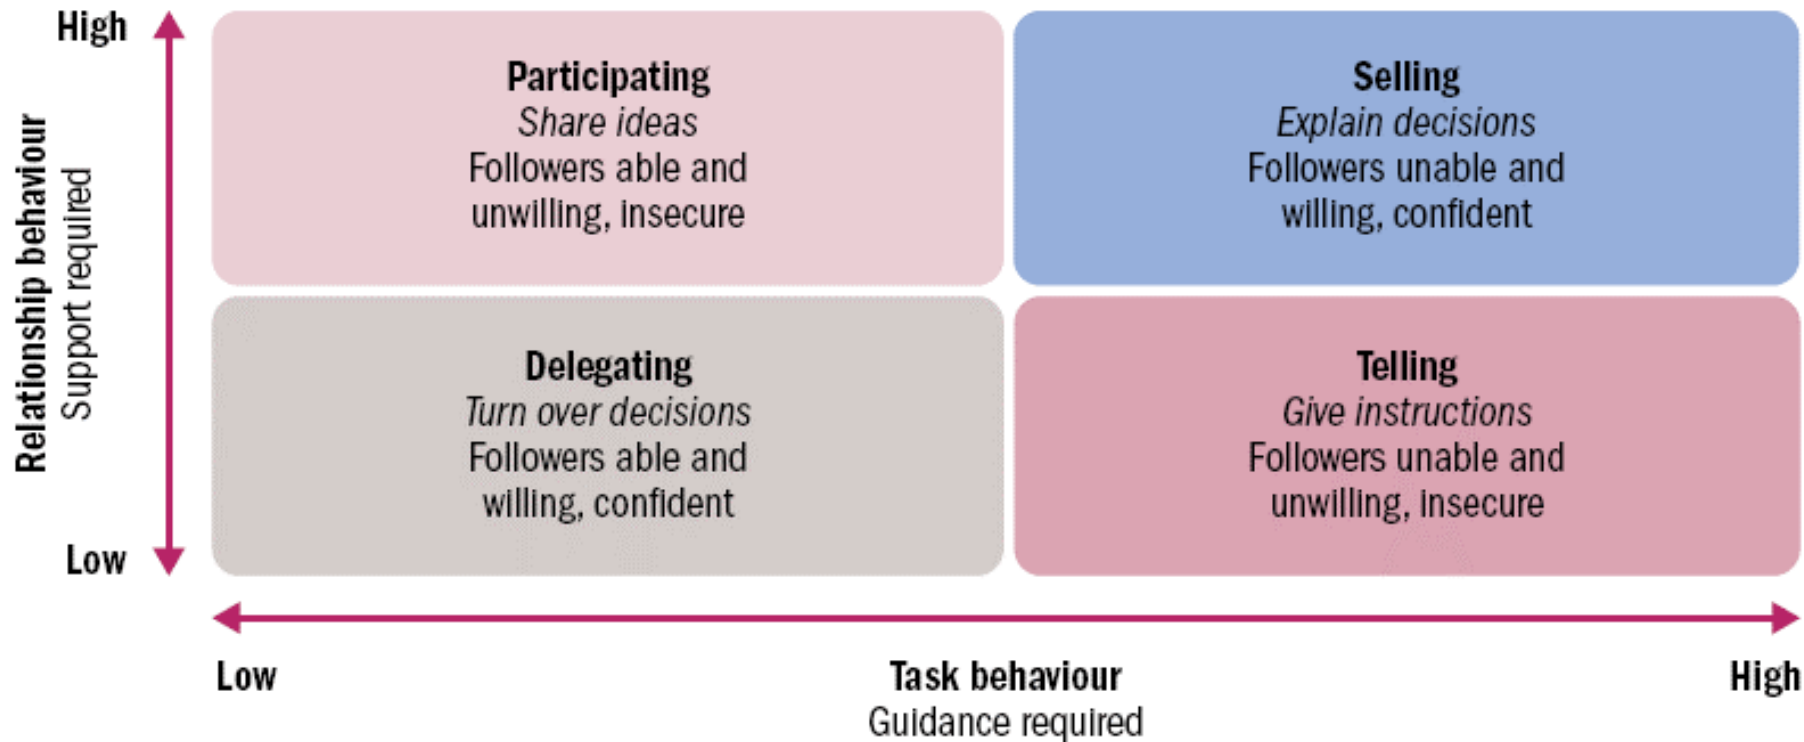 High
Relationship behaviour
Support required
Low
Participating
Share ideas
Followers able and
unwilling, insecure
Selling
Explain decisions
Followers unable and
willing, confident
Delegating
Turn over decisions
Followers able and
willing, confident
Telling
Give instructions
Followers unable and
unwilling, insecure
Low
Task behaviour
Guidance required
High